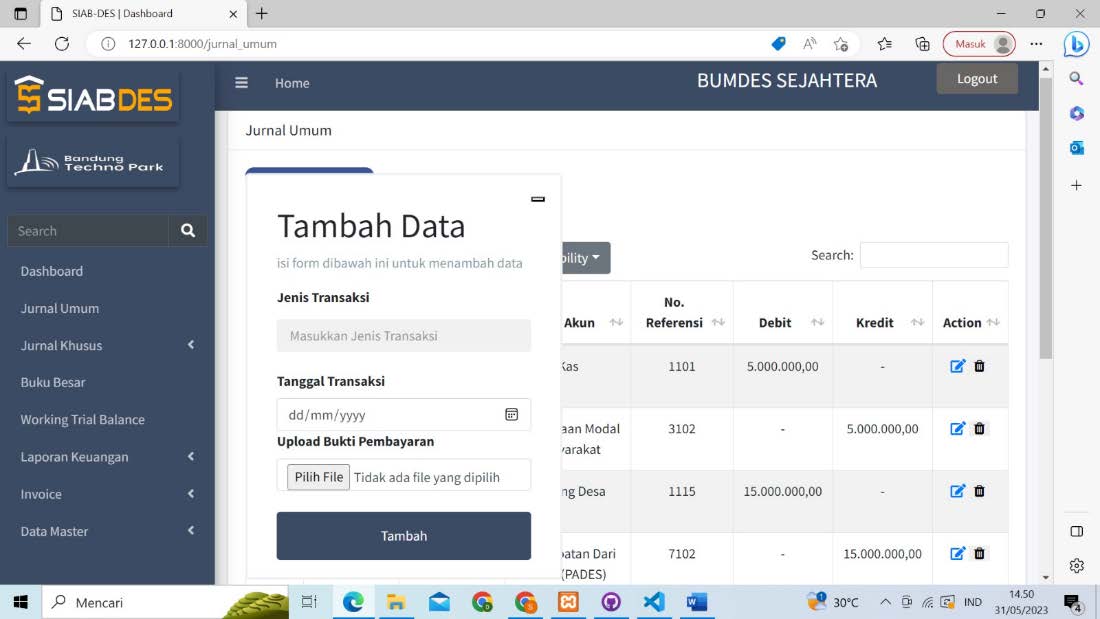 SIAB-DES | Dashboard
127.0.0.1:8000/jurnal_umum
Masuk
SIABDES
Home
BUMDES SEJAHTERA
Logout
Bandung
Techno Park
Jurnal Umum
Search
Dashboard
Jurnal Umum
Jurnal Khusus
Buku Besar
Working Trial Balance
Laporan Keuangan
Invoice
Data Master
Tambah Data
isi form dibawah ini untuk menambah data
Jenis Transaksi
Masukkan Jenis Transaksi
Tanggal Transaksi
dd/mm/yyyy
Upload Bukti Pembayaran
Pilih File Tidak ada file yang dipilih
Tambah
Search:
Akun No. Referensi Debit Kredit Action
Kas 1101 5.000.000,00 -
Modal 3102 - 5.000.000,00
Desa 1115 15.000.000,00 -
Dari 7102 - 15.000.000,00
(PADES)
Mencari
30°C
IND
14.50
31/05/2023
4